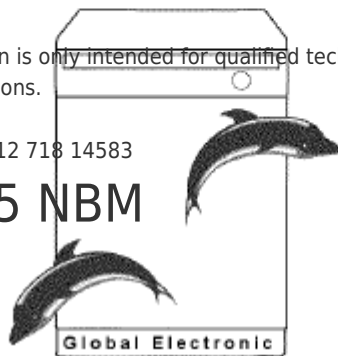 n is only intended for qualified tec
ons.
12 718 14583
5 NBM
Global Electronic